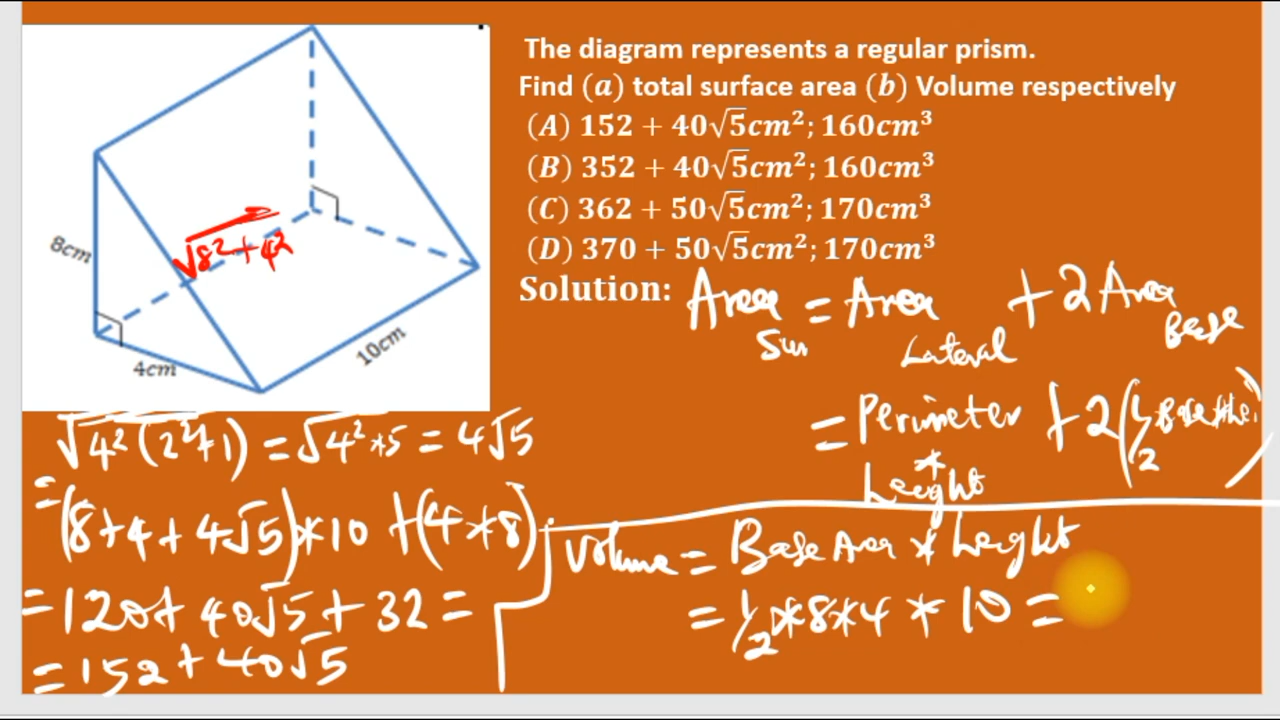 The diagram represents a regular prism.
Find (a) total surface area (b) Volume respectively
(A) 152 + 40√5cm²; 160cm³
(B) 352 + 40√5cm²; 160cm³
(C) 362 + 50√5cm²; 170cm³
(D) 370 + 50√5cm²; 170cm³
Solution:
8cm
4cm
10cm
√8²+4²
Area Sur = Area Lateral + 2 Area Base
= Perimeter * height + 2(1/2 Base * he
√4²(2²+1) = √4²*5 = 4√5
= (8+4+4√5)*10 + (4*8)
= 120+ 40√5 + 32 =
= 152 + 40√5
Volume = Base Area * height
= 1/2*8*4 * 10 =